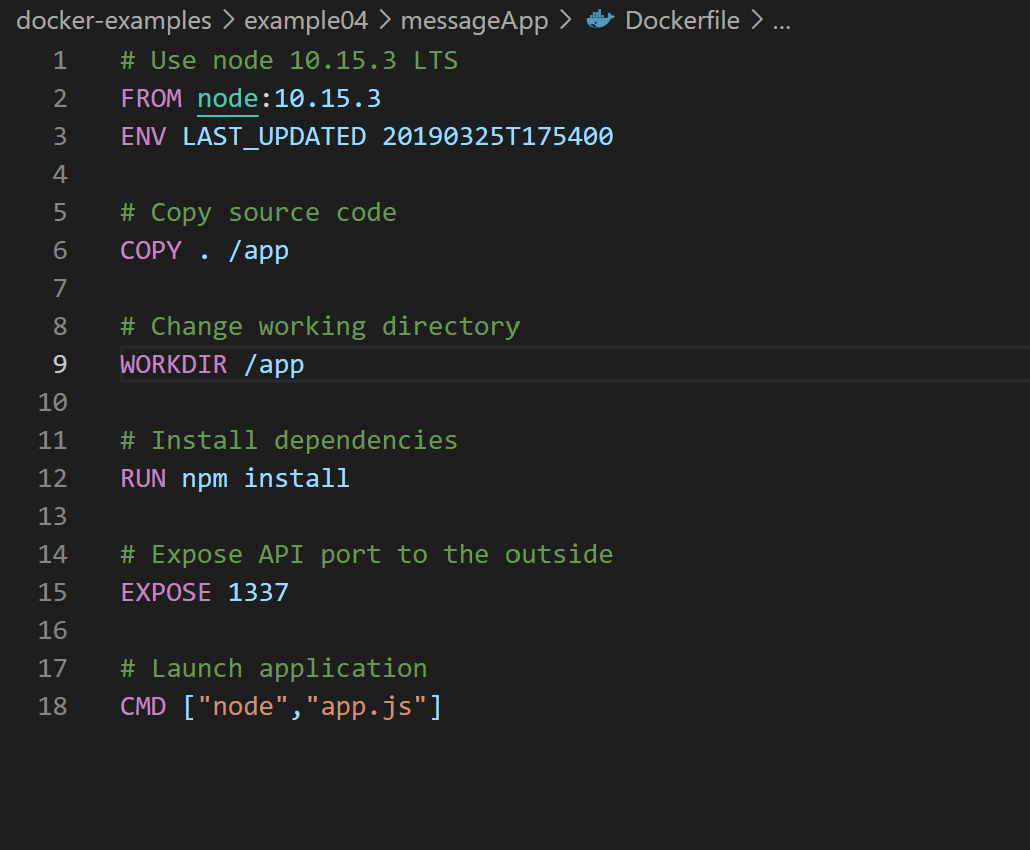 docker-examples > example04 > messageApp > Dockerfile > ...
1 # Use node 10.15.3 LTS
2 FROM node:10.15.3
3 ENV LAST_UPDATED 20190325T175400
4
5 # Copy source code
6 COPY . /app
7
8 # Change working directory
9 WORKDIR /app
10
11 # Install dependencies
12 RUN npm install
13
14 # Expose API port to the outside
15 EXPOSE 1337
16
17 # Launch application
18 CMD ["node","app.js"]